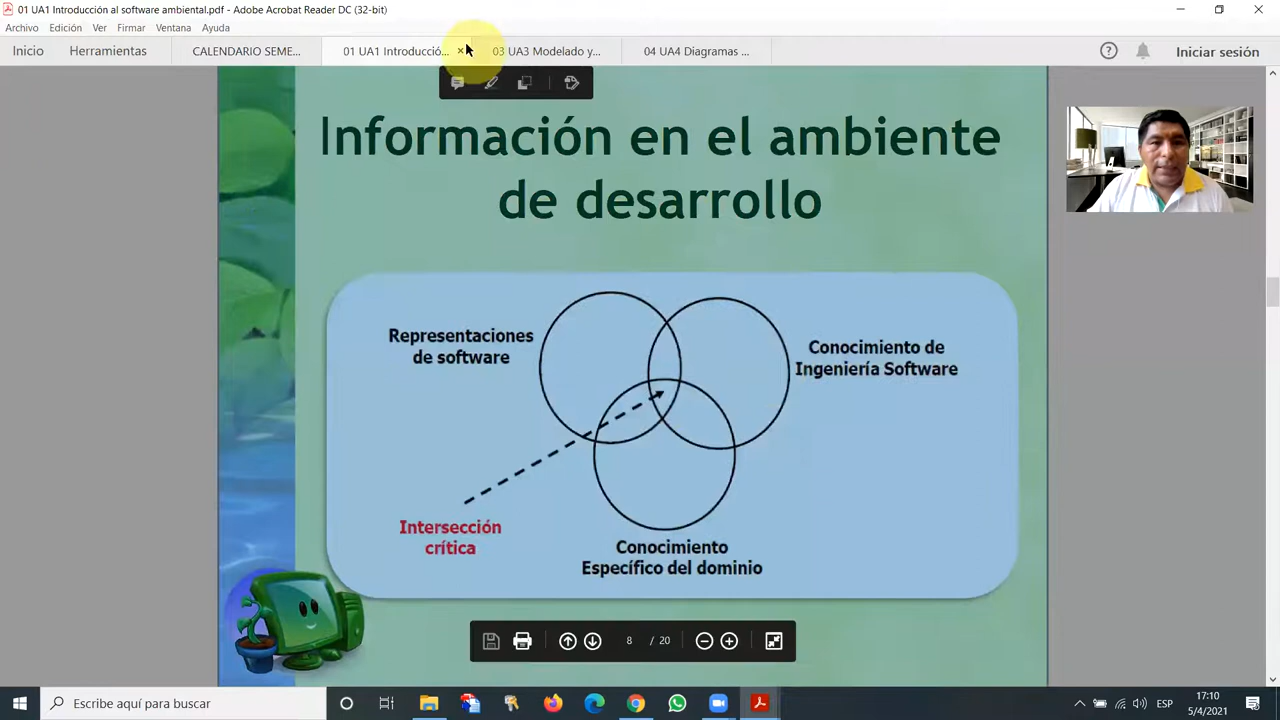 01 UA1 Introducción al software ambiental.pdf - Adobe Acrobat Reader DC (32-bit)
Archivo Edición Ver Firmar Ventana Ayuda
Inicio Herramientas CALENDARIO SEME... 01 UA1 Introducció... × 03 UA3 Modelado y... 04 UA4 Diagramas ... Iniciar sesión
Información en el ambiente
de desarrollo
Representaciones
de software
Conocimiento de
Ingeniería Software
Intersección
crítica
Conocimiento
Específico del dominio
8 / 20
Escribe aquí para buscar
ESP
17:10
5/4/2021